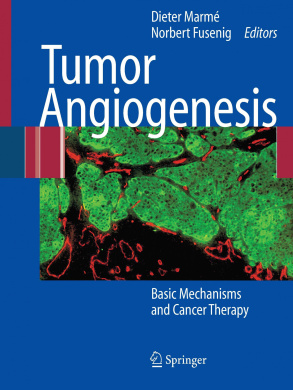 Dieter Marmé
Norbert Fusenig Editors
Tumor
Angiogenesis
Basic Mechanisms
and Cancer Therapy
Springer